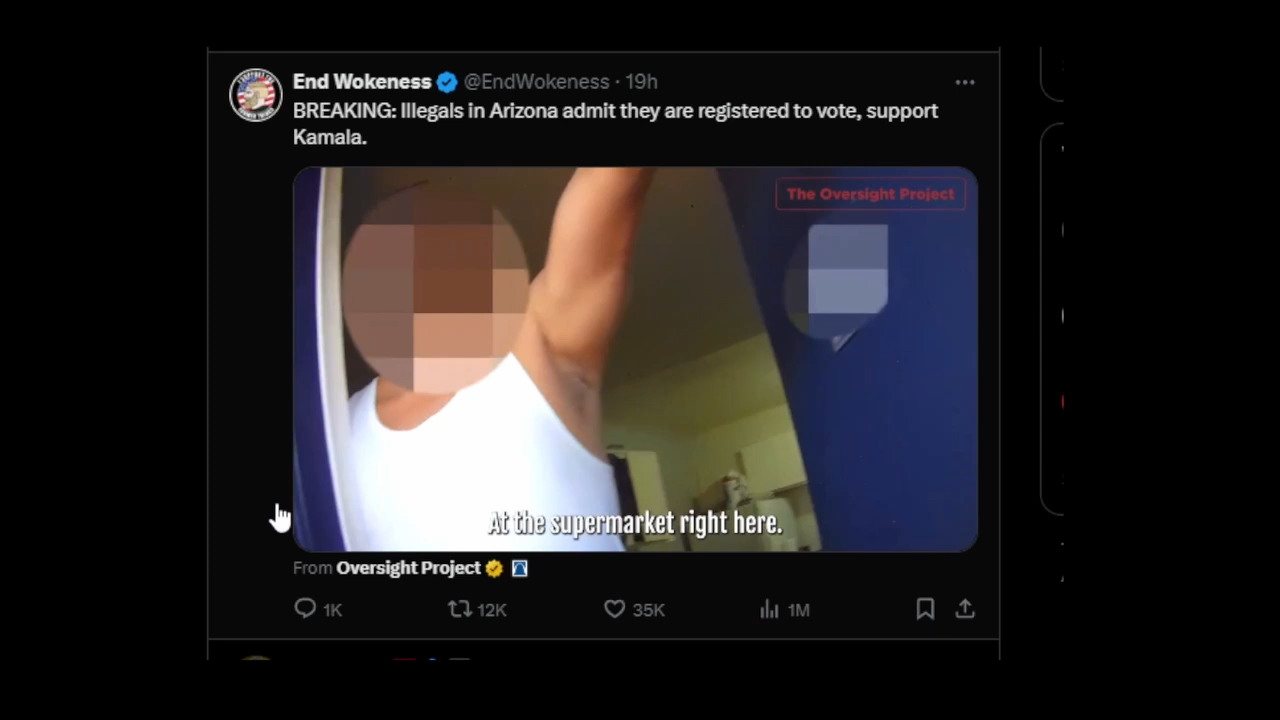 End Wokeness @EndWokeness · 19h
BREAKING: Illegals in Arizona admit they are registered to vote, support
Kamala.
The Oversight Project
At the supermarket right here.
From Oversight Project
1K 12K 35K 1M